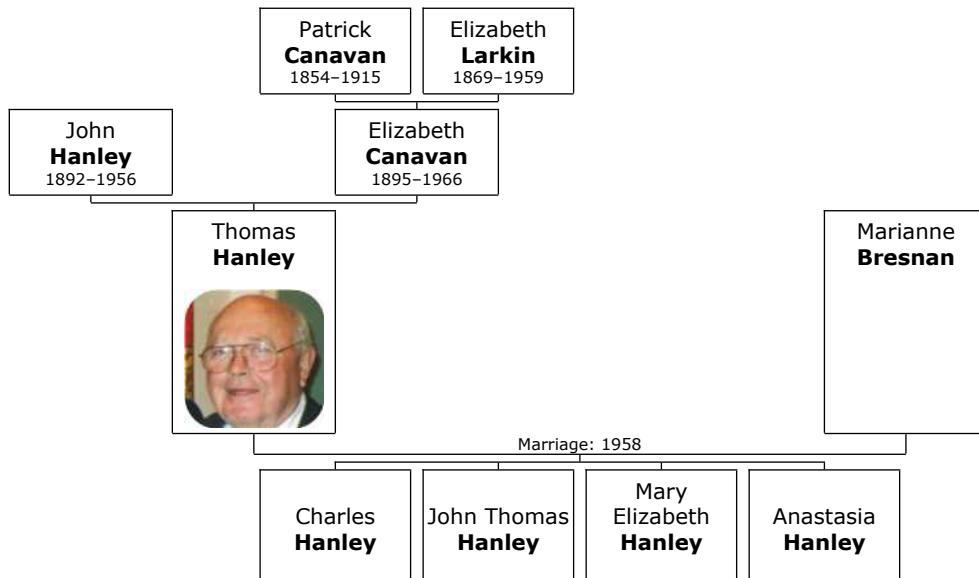 Patrick
Canavan
1854–1915
Elizabeth
Larkin
1869–1959
John
Hanley
1892–1956
Elizabeth
Canavan
1895–1966
Thomas
Hanley
Marianne
Bresnan
Marriage: 1958
Charles
Hanley
John Thomas
Hanley
Mary
Elizabeth
Hanley
Anastasia
Hanley